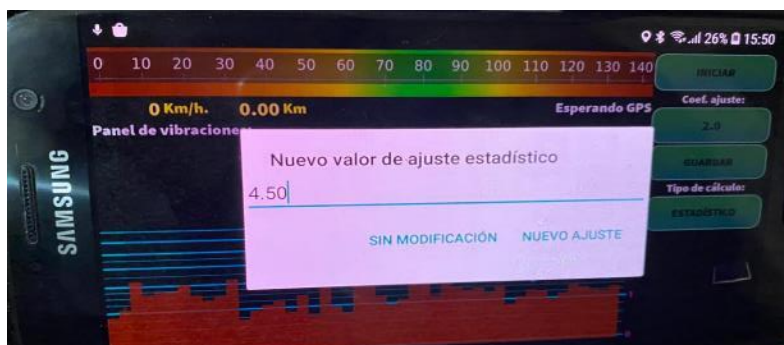 26% 15:50
0 10 20 30 40 50 60 70 80 90 100 110 120 130 140
INICIAR
0 Km/h. 0.00 Km
Esperando GPS
Coef. ajuste:
2.0
Panel de vibraciones:
Nuevo valor de ajuste estadístico
4.50
GUARDAR
Tipo de cálculo:
ESTADÍSTICO
SIN MODIFICACIÓN NUEVO AJUSTE
SAMSUNG
1
0